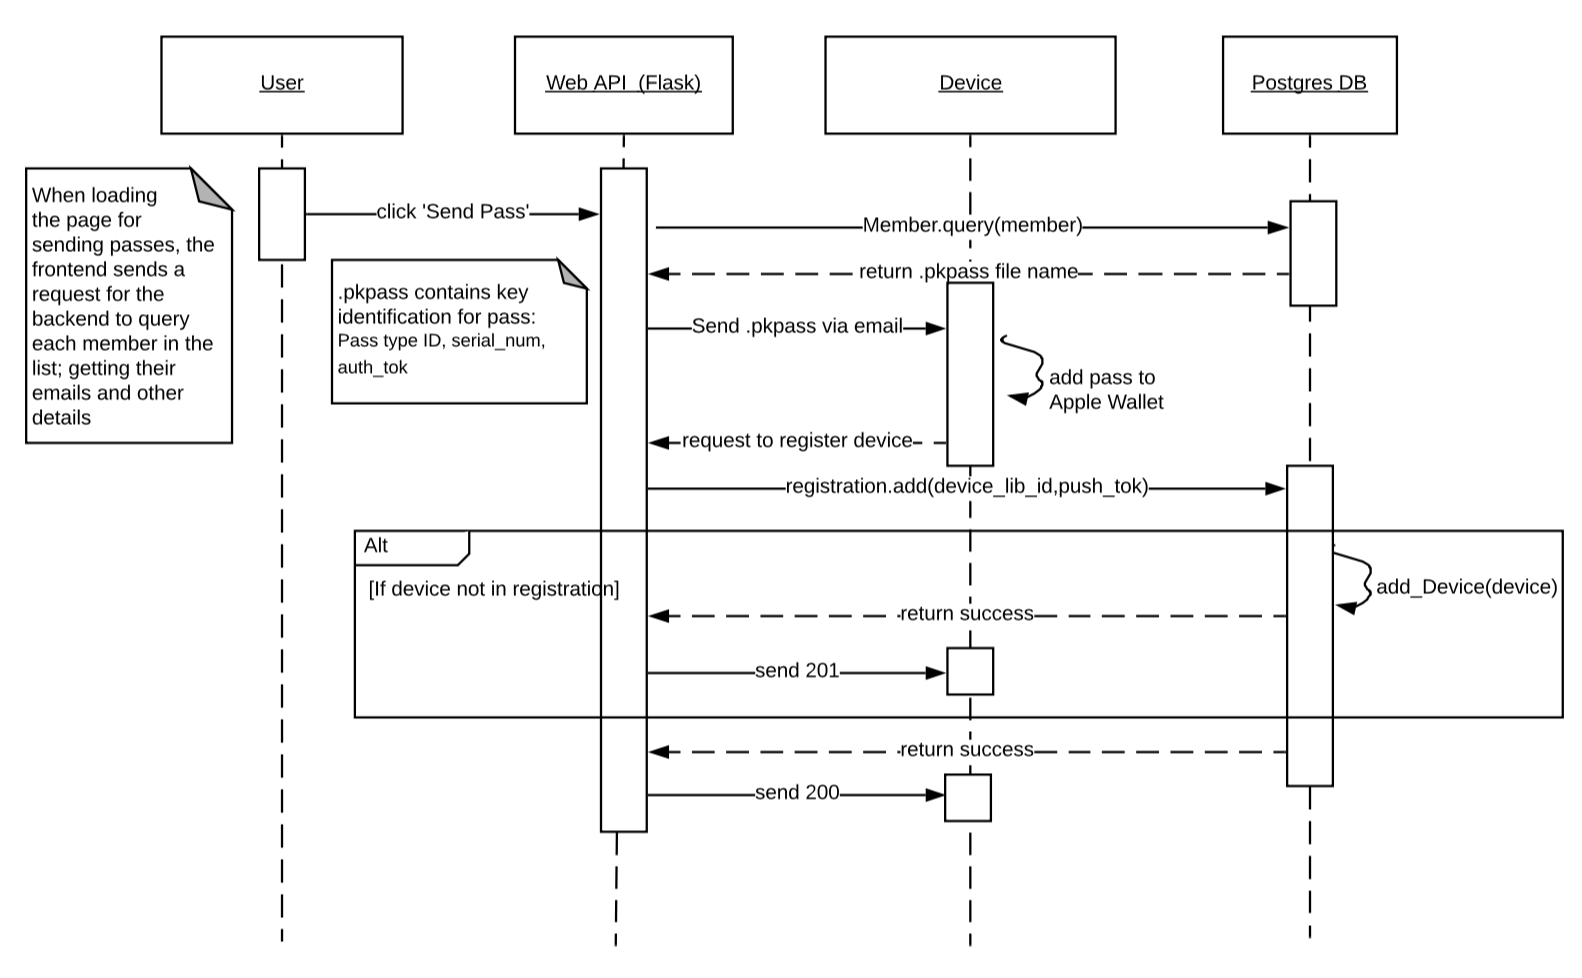 User
Web API  (Flask)
Device
Postgres DB
When loading
the page for
sending passes, the
frontend sends a
request for the
backend to query
each member in the
list; getting their
emails and other
details
click 'Send Pass'
Member.query(member)
return .pkpass file name
.pkpass contains key
identification for pass:
Pass type ID, serial_num,
auth_tok
Send .pkpass via email
add pass to
Apple Wallet
request to register device
registration.add(device_lib_id,push_tok)
Alt
[If device not in registration]
add_Device(device)
return success
send 201
return success
send 200